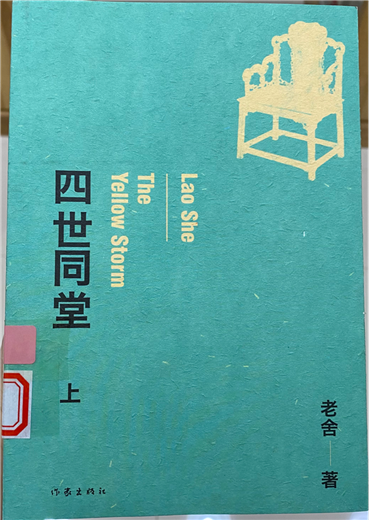 四世同堂
上
Lao She
The
Yellow Storm
老舍 著
作家出版社